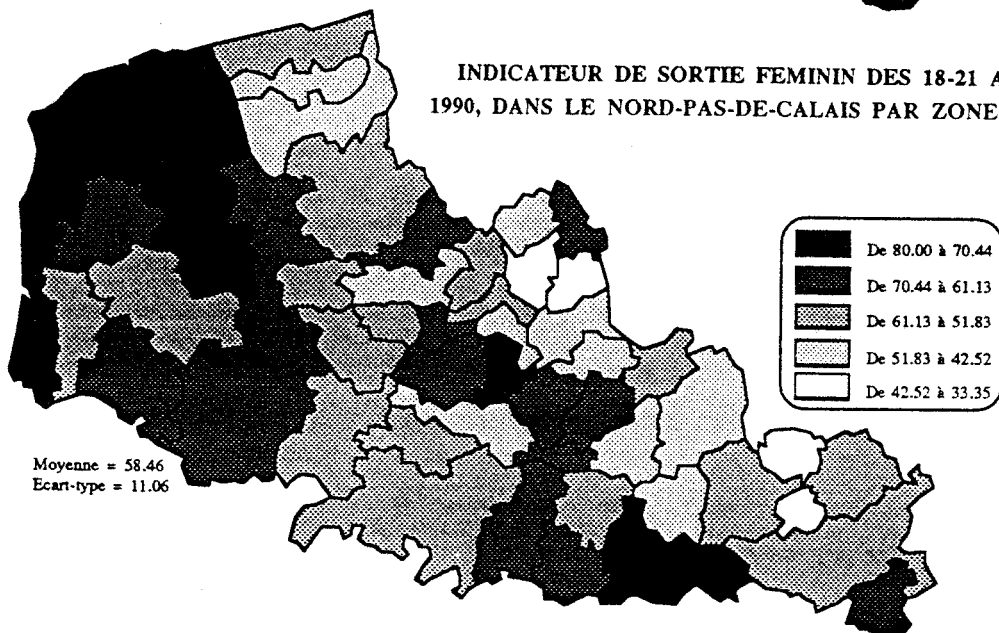 INDICATEUR DE SORTIE FEMININ DES 18-21 A
1990, DANS LE NORD-PAS-DE-CALAIS PAR ZONE
De 80.00 à 70.44
De 70.44 à 61.13
De 61.13 à 51.83
De 51.83 à 42.52
De 42.52 à 33.35
Moyenne = 58.46
Ecart-type = 11.06